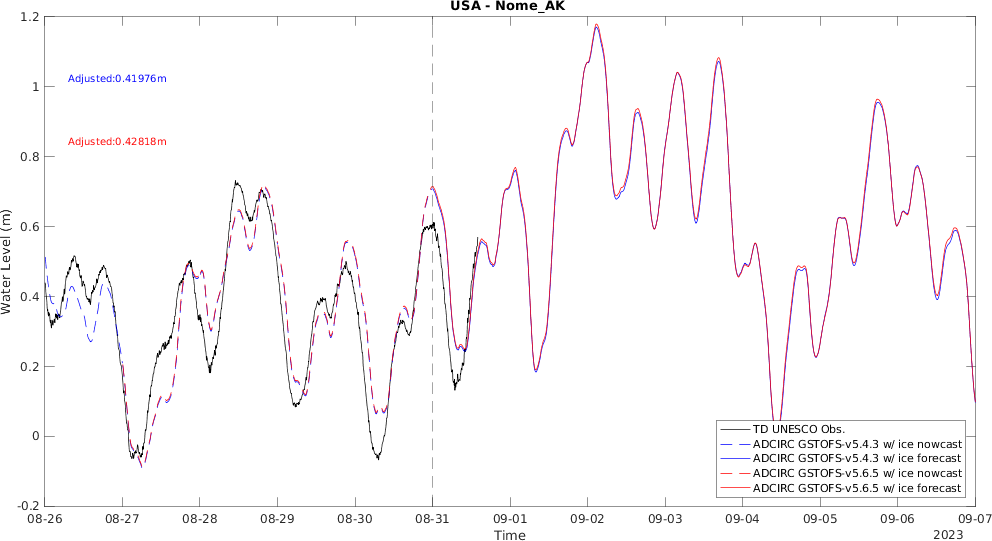 USA - Nome_AK
1.2
1
0.8
0.6
0.4
0.2
0
-0.2
Water Level (m)
Adjusted:0.41976m
Adjusted:0.42818m
TD UNESCO Obs.
ADCIRC GSTOFS-v5.4.3 w/ ice nowcast
ADCIRC GSTOFS-v5.4.3 w/ ice forecast
ADCIRC GSTOFS-v5.6.5 w/ ice nowcast
ADCIRC GSTOFS-v5.6.5 w/ ice forecast
08-26 08-27 08-28 08-29 08-30 08-31 09-01 09-02 09-03 09-04 09-05 09-06 09-07
Time
2023